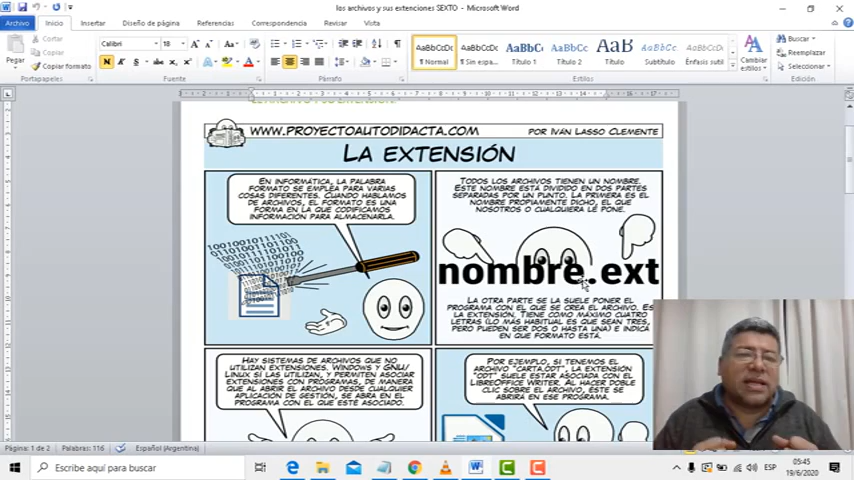 los archivos y sus extenciones SEXTO - Microsoft Word
Archivo
Inicio
Insertar
Diseño de página
Referencias
Correspondencia
Revisar
Vista
Pegar
Cortar
Copiar
Copiar formato
Portapapeles
Calibri
18
Fuente
Párrafo
AaBbCcDc
¶ Normal
AaBbCcDc
¶ Sin espa...
AaBbC
Título 1
AaBbCc
Título 2
AaB
Título
AaBbCc.
Subtítulo
AaBbCcDc
Énfasis sutil
Estilos
Cambiar
estilos
Buscar
Reemplazar
Seleccionar
Edición
WWW.PROYECTOAUTODIDACTA.COM
POR IVÁN LASSO CLEMENTE
LA EXTENSIÓN
EN INFORMÁTICA, LA PALABRA
FORMATO SE EMPLEA PARA VARIAS
COSAS DIFERENTES. CUANDO HABLAMOS
DE ARCHIVOS, EL FORMATO ES UNA
FORMA EN LA QUE CODIFICAMOS
INFORMACIÓN PARA ALMACENARLA.
TODOS LOS ARCHIVOS TIENEN UN NOMBRE.
ESTE NOMBRE ESTÁ DIVIDIDO EN DOS PARTES
SEPARADAS POR UN PUNTO. LA PRIMERA ES EL
NOMBRE PROPIAMENTE DICHO, EL QUE
NOSOTROS O CUALQUIERA LE PONE.
nombre.ext
LA OTRA PARTE SE LA SUELE PONER EL
PROGRAMA CON EL QUE SE CREA EL ARCHIVO. ES
LA EXTENSIÓN. TIENE COMO MÁXIMO CUATRO
LETRAS (LO MÁS HABITUAL ES QUE SEAN TRES,
PERO PUEDEN SER DOS O HASTA UNA) E INDICA
EN QUE FORMATO ESTÁ.
HAY SISTEMAS DE ARCHIVOS QUE NO
UTILIZAN EXTENSIONES. WINDOWS Y GNU/
LINUX SÍ LAS UTILIZAN, Y PERMITEN ASOCIAR
EXTENSIONES CON PROGRAMAS, DE MANERA
QUE AL ABRIR EL ARCHIVO DESDE CUALQUIER
APLICACIÓN DE GESTIÓN, SE ABRA EN EL
PROGRAMA CON EL QUE ESTÉ ASOCIADO.
POR EJEMPLO, SI TENEMOS EL
ARCHIVO "CARTA.ODT", LA EXTENSIÓN
"ODT" SUELE ESTAR ASOCIADA CON EL
LIBREOFFICE WRITER. AL HACER DOBLE
CLIC SOBRE EL ARCHIVO, ÉSTE SE
ABRIRÁ EN ESE PROGRAMA.
Página: 1 de 2
Palabras: 116
Español (Argentina)
Escribe aquí para buscar
ESP
05:45
19/6/2020